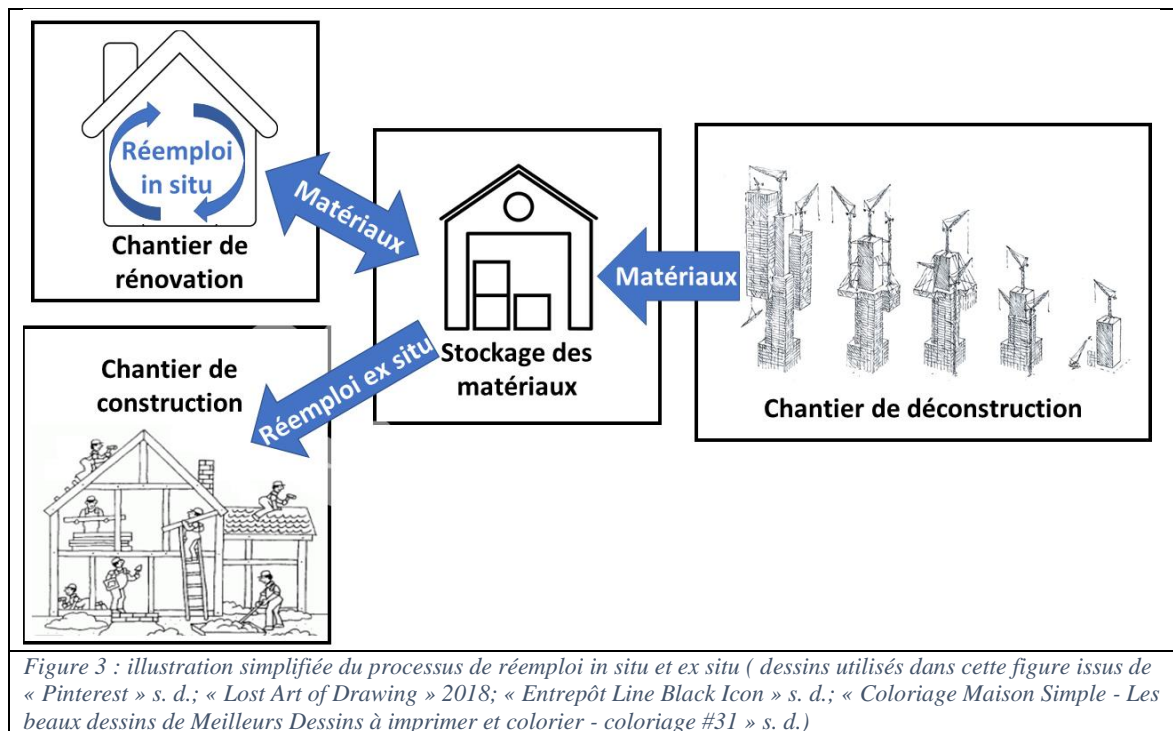 Réemploi
in situ
Chantier de
rénovation
Matériaux
Stockage des
matériaux
Matériaux
Chantier de déconstruction
Réemploi ex situ
Chantier de
construction
Figure 3 : illustration simplifiée du processus de réemploi in situ et ex situ ( dessins utilisés dans cette figure issus de
« Pinterest » s. d.; « Lost Art of Drawing » 2018; « Entrepôt Line Black Icon » s. d.; « Coloriage Maison Simple - Les
beaux dessins de Meilleurs Dessins à imprimer et colorier - coloriage #31 » s. d.)